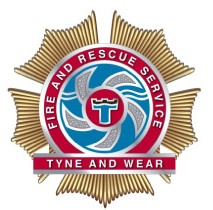 FIRE AND RESCUE SERVICE
T
TYNE AND WEAR